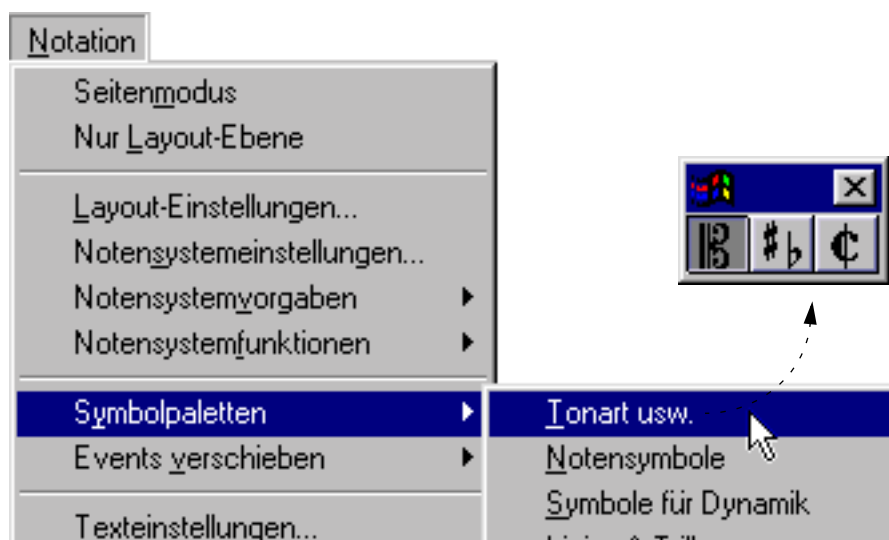 Notation
Seitenmodus
Nur Layout-Ebene
Layout-Einstellungen...
Notensystemeinstellungen...
Notensystemvorgaben
Notensystemfunktionen
Symbolpaletten
Events verschieben
Texteinstellungen...
Tonart usw.
Notensymbole
Symbole für Dynamik